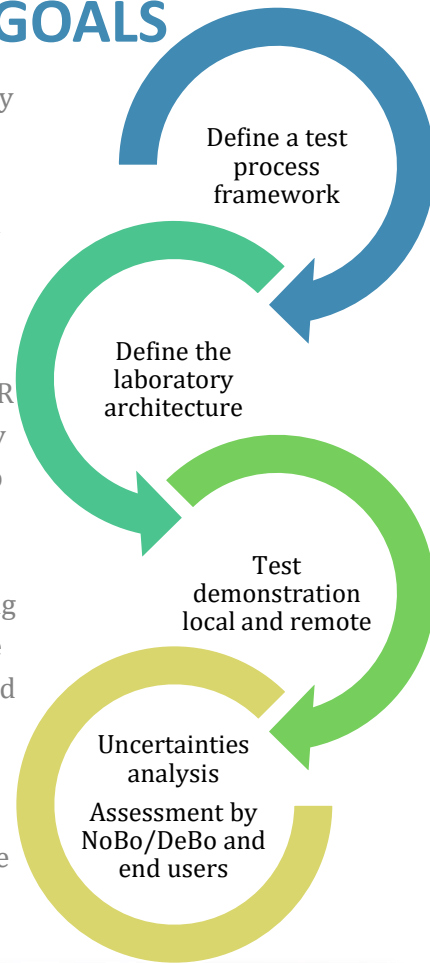 GOALS
Define a test
process
framework
Define the
laboratory
architecture
Test
demonstration
local and remote
Uncertainties
analysis
Assessment by
NoBo/DeBo and
end users